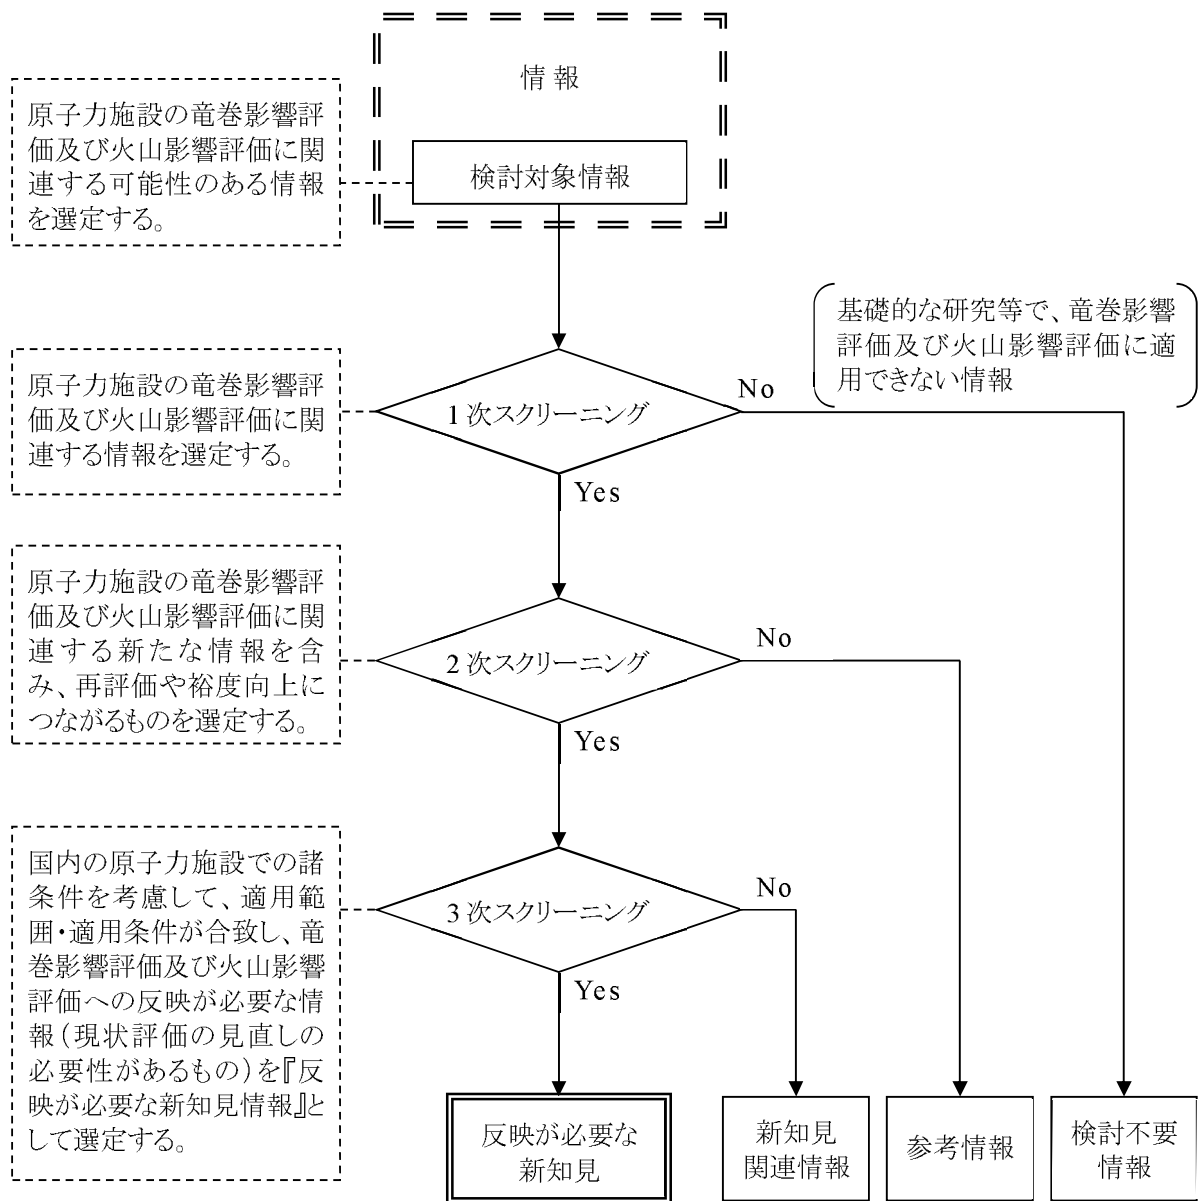 情 報
検討対象情報
原子力施設の竜巻影響評
価及び火山影響評価に関
連する可能性のある情報
を選定する。
基礎的な研究等で、竜巻影響
評価及び火山影響評価に適
用できない情報
原子力施設の竜巻影響評
価及び火山影響評価に関
連する情報を選定する。
1次スクリーニング
No
Yes
原子力施設の竜巻影響評
価及び火山影響評価に関
連する新たな情報を含
み、再評価や裕度向上に
つながるものを選定する。
2次スクリーニング
No
Yes
国内の原子力施設での諸
条件を考慮して、適用範
囲・適用条件が合致し、竜
巻影響評価及び火山影響
評価への反映が必要な情
報(現状評価の見直しの
必要性があるもの)を『反
映が必要な新知見情報』と
して選定する。
3次スクリーニング
No
Yes
反映が必要な
新知見
新知見
関連情報
参考情報
検討不要
情報